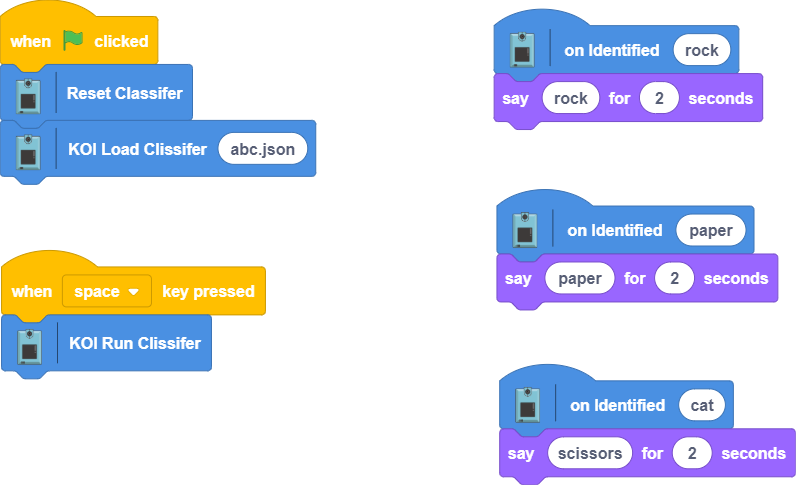 when clicked
Reset Classifer
KOI Load Clissifer abc.json
when space key pressed
KOI Run Clissifer
on Identified rock
say rock for 2 seconds
on Identified paper
say paper for 2 seconds
on Identified cat
say scissors for 2 seconds